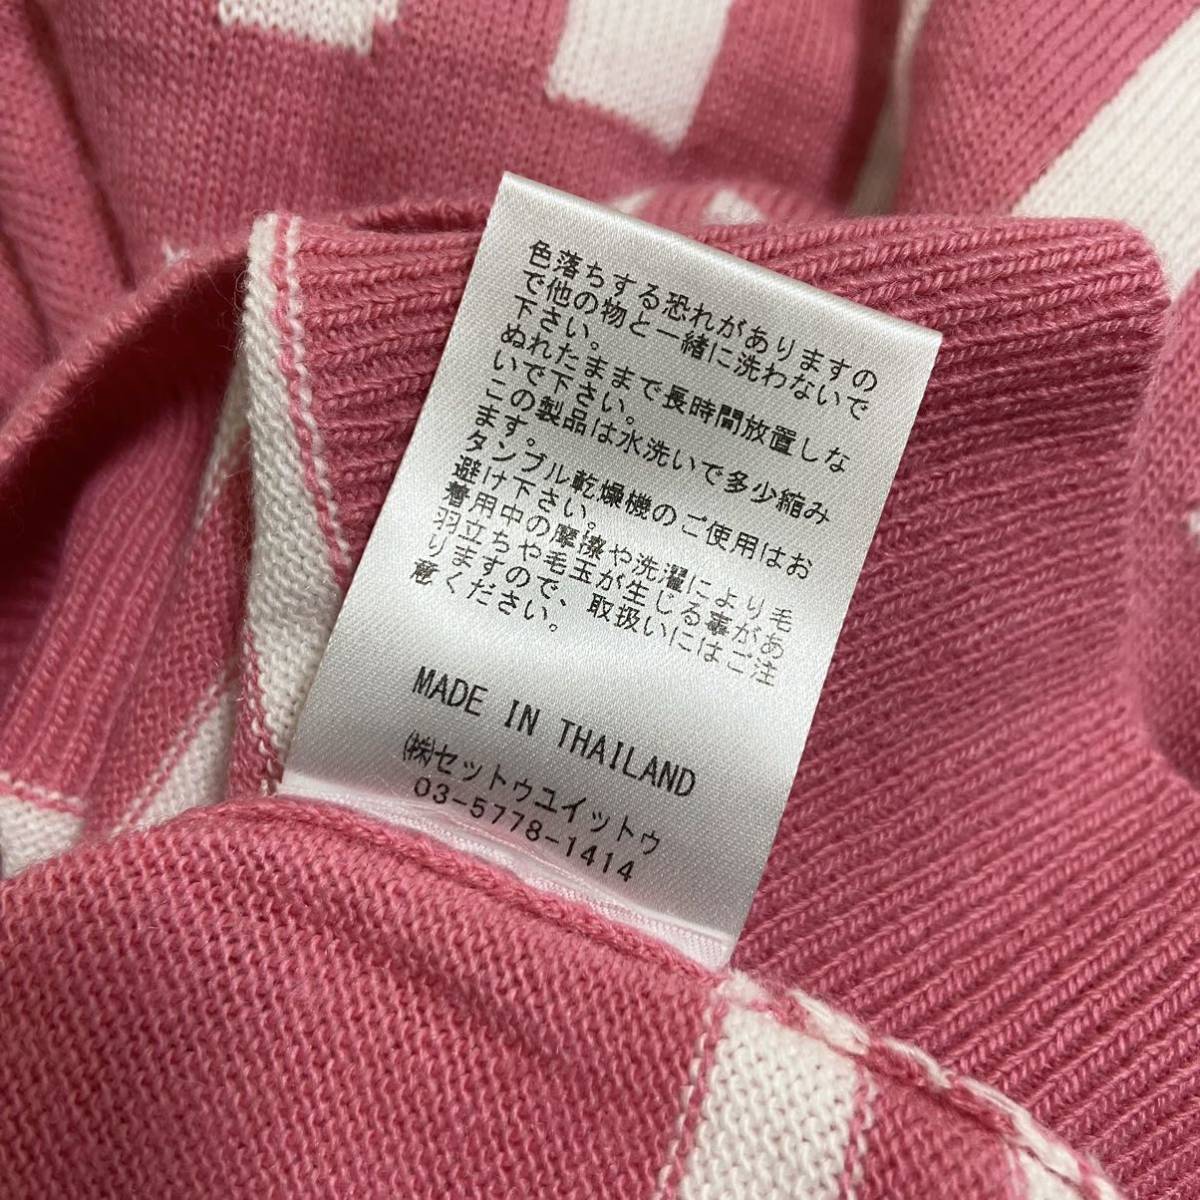 色落ちする恐れがありますの
で他の物と一緒に洗わないで
下さい。
ぬれたままで長時間放置しな
いで下さい。
この製品は水洗いで多少縮み
ます。
タンブル乾燥機のご使用はお
避け下さい。
着用中の摩擦や洗濯により毛
羽立ちや毛玉が生じる事があ
りますので、取扱いにはご注
意ください。
MADE IN THAILAND
㈱セットゥユイットゥ
03-5778-1414